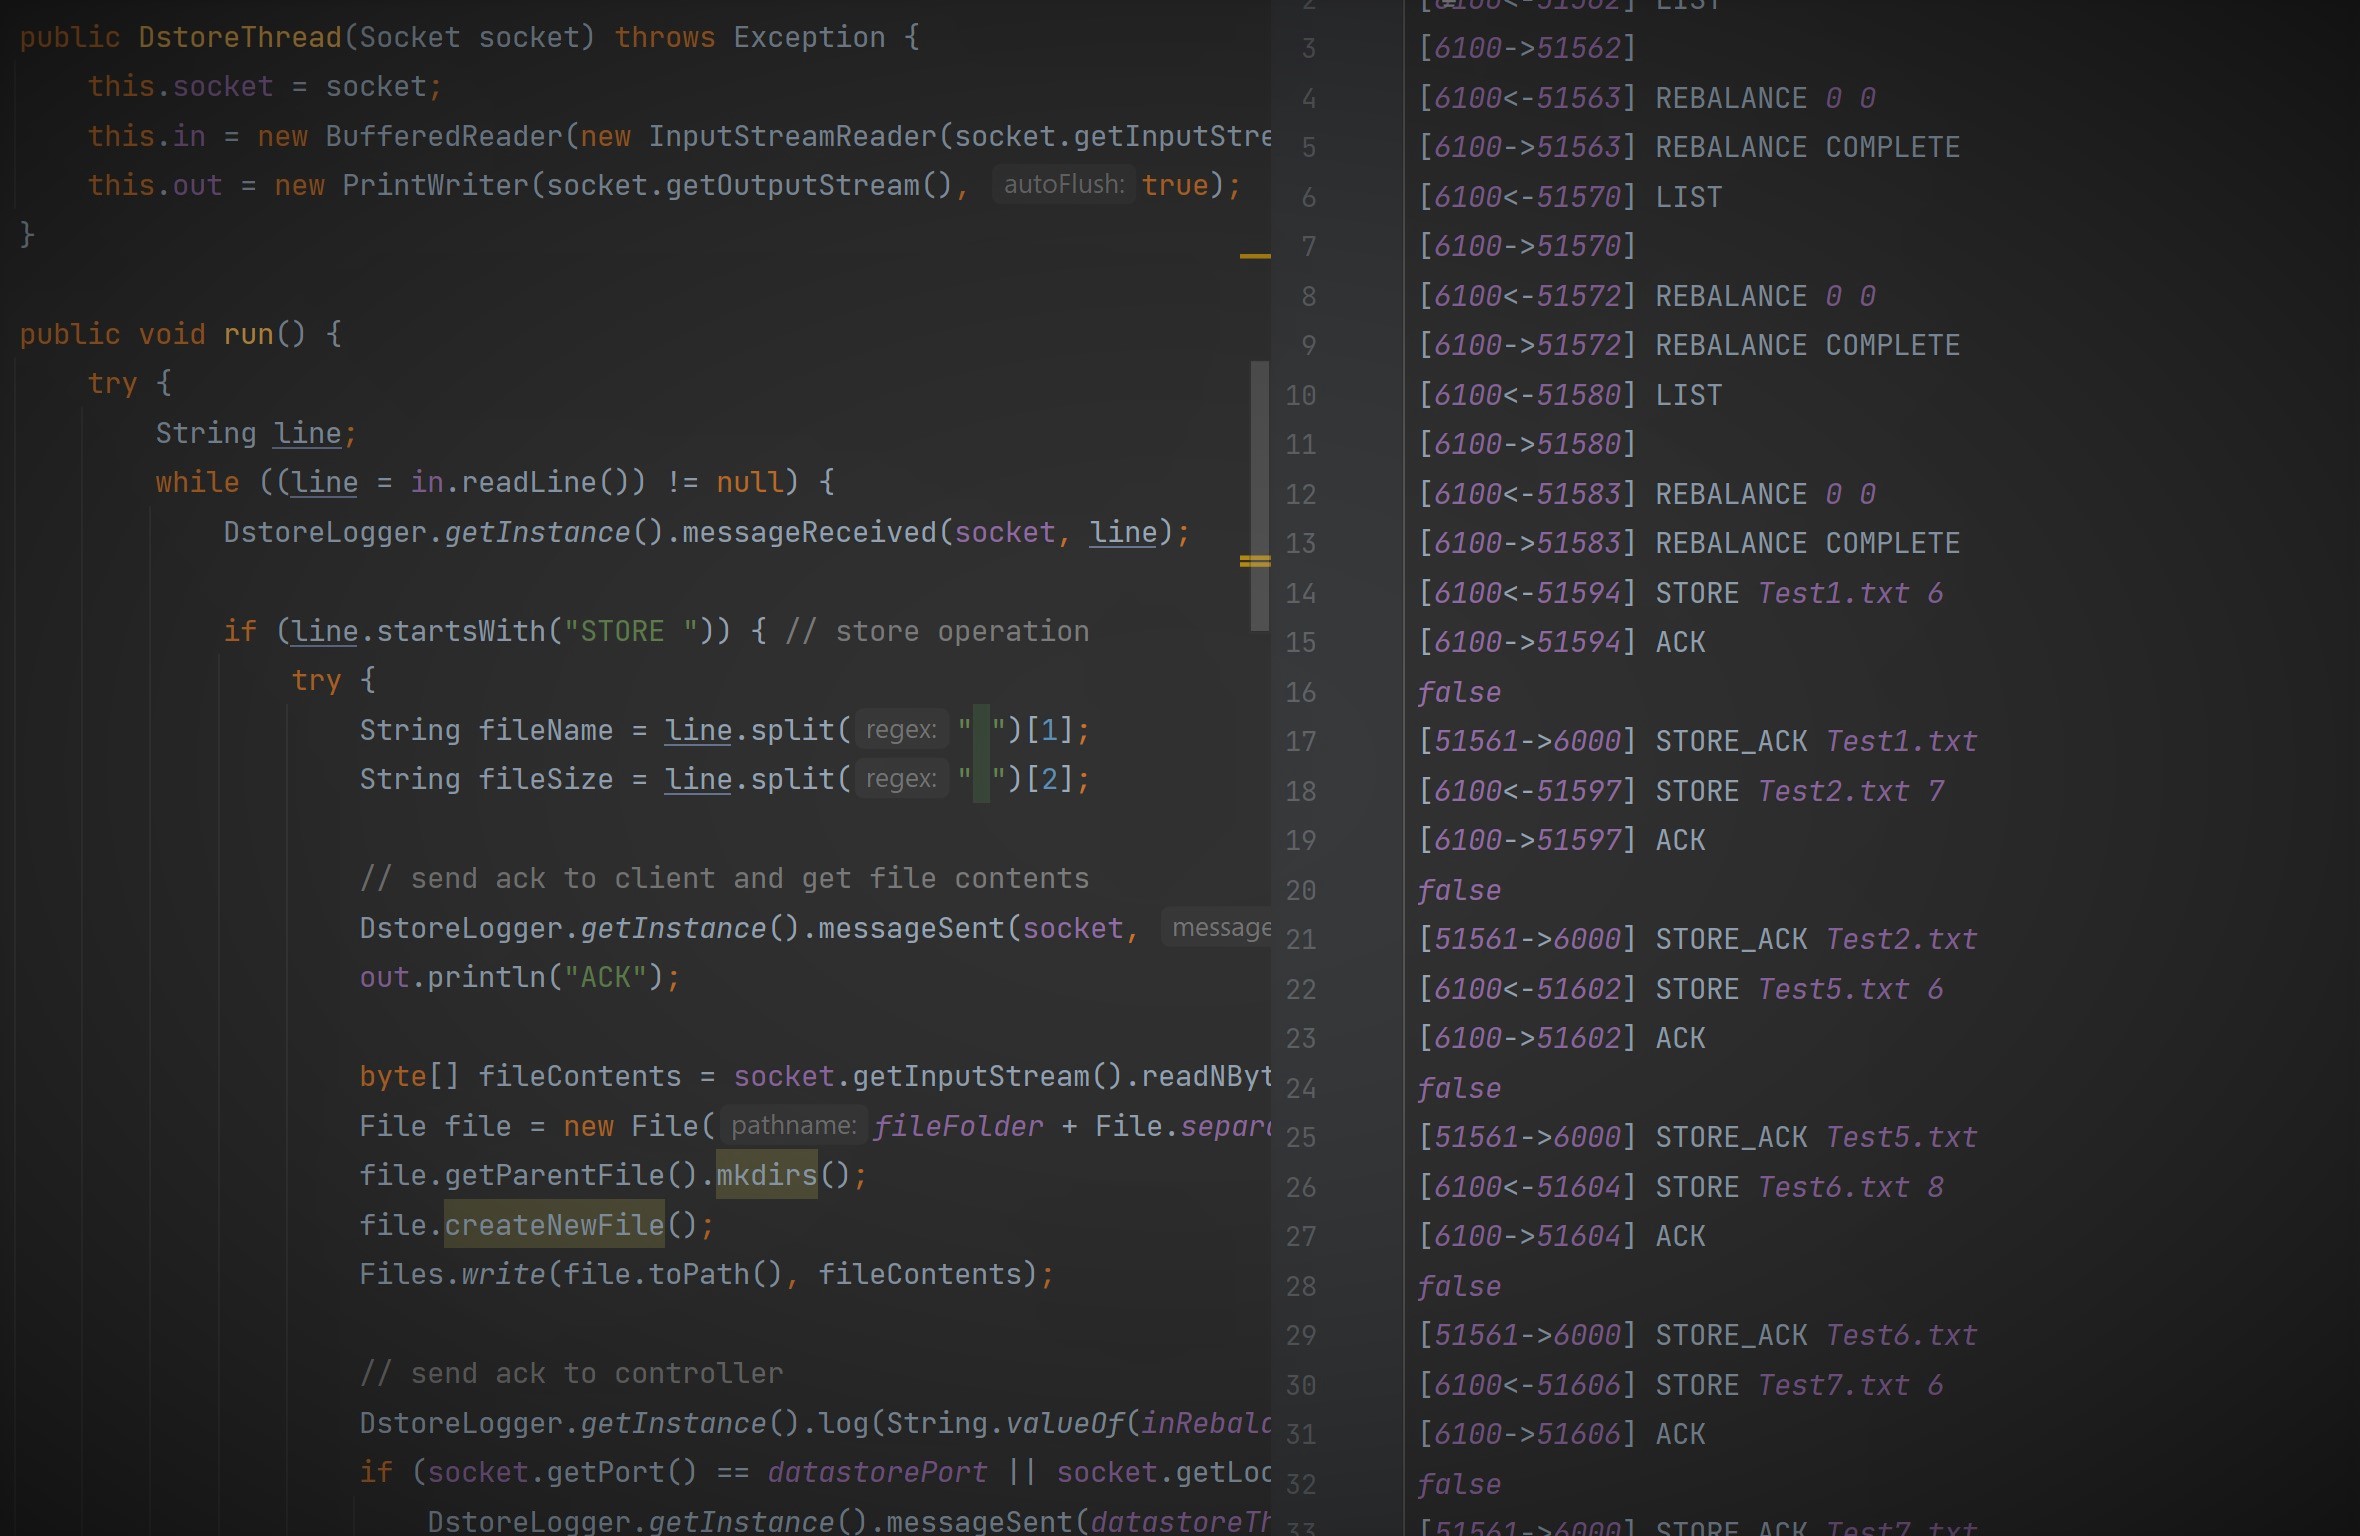 public DstoreThread(Socket socket) throws Exception {
this.socket = socket;
this.in = new BufferedReader(new InputStreamReader(socket.getInputStre
this.out = new PrintWriter(socket.getOutputStream(), autoFlush: true);
}
public void run() {
try {
String line;
while ((line = in.readLine()) != null) {
DstoreLogger.getInstance().messageReceived(socket, line);
if (line.startsWith("STORE ")) { // store operation
try {
String fileName = line.split( regex: " ")[1];
String fileSize = line.split( regex: " ")[2];
// send ack to client and get file contents
DstoreLogger.getInstance().messageSent(socket, message
out.println("ACK");
byte[] fileContents = socket.getInputStream().readNByt
File file = new File( pathname: fileFolder + File.separa
file.getParentFile().mkdirs();
file.createNewFile();
Files.write(file.toPath(), fileContents);
// send ack to controller
DstoreLogger.getInstance().log(String.valueOf(inRebala
if (socket.getPort() == datastorePort || socket.getLoc
DstoreLogger.getInstance().messageSent(datastoreTh
2 [6100<-51562] LIST
3 [6100->51562]
4 [6100<-51563] REBALANCE 0 0
5 [6100->51563] REBALANCE COMPLETE
6 [6100<-51570] LIST
7 [6100->51570]
8 [6100<-51572] REBALANCE 0 0
9 [6100->51572] REBALANCE COMPLETE
10 [6100<-51580] LIST
11 [6100->51580]
12 [6100<-51583] REBALANCE 0 0
13 [6100->51583] REBALANCE COMPLETE
14 [6100<-51594] STORE Test1.txt 6
15 [6100->51594] ACK
16 false
17 [51561->6000] STORE_ACK Test1.txt
18 [6100<-51597] STORE Test2.txt 7
19 [6100->51597] ACK
20 false
21 [51561->6000] STORE_ACK Test2.txt
22 [6100<-51602] STORE Test5.txt 6
23 [6100->51602] ACK
24 false
25 [51561->6000] STORE_ACK Test5.txt
26 [6100<-51604] STORE Test6.txt 8
27 [6100->51604] ACK
28 false
29 [51561->6000] STORE_ACK Test6.txt
30 [6100<-51606] STORE Test7.txt 6
31 [6100->51606] ACK
32 false
33 [51561->6000] STORE_ACK Test7.txt